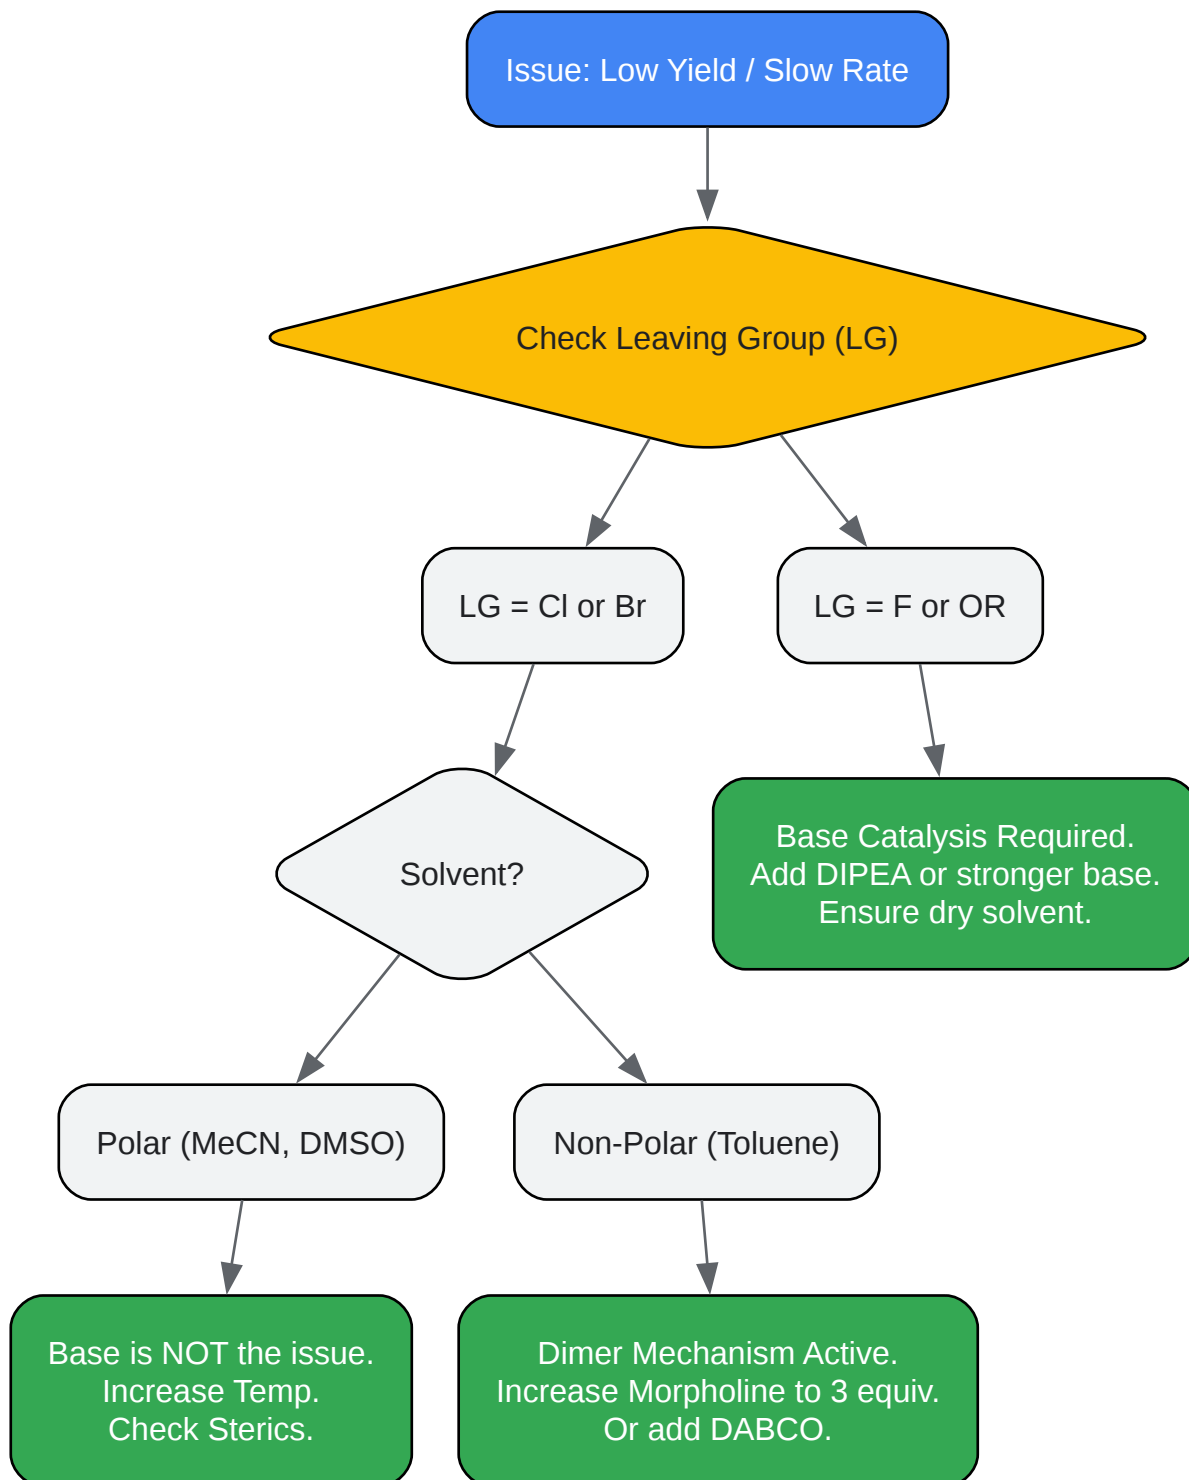 Issue: Low Yield / Slow Rate
Check Leaving Group (LG)
LG = Cl or Br
LG = F or OR
Base Catalysis Required.
Add DIPEA or stronger base.
Ensure dry solvent.
Solvent?
Polar (MeCN, DMSO)
Non-Polar (Toluene)
Base is NOT the issue.
Increase Temp.
Check Sterics.
Dimer Mechanism Active.
Increase Morpholine to 3 equiv.
Or add DABCO.